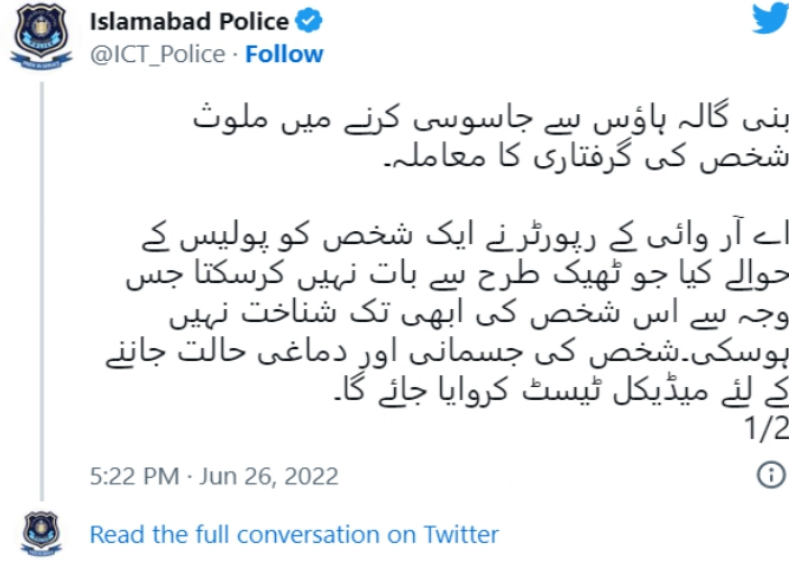 Islamabad Police
@ICT_Police · Follow
بنی گالہ ہاؤس سے جاسوسی کرنے میں ملوث
شخص کی گرفتاری کا معاملہ۔
اے آر وائی کے رپورٹر نے ایک شخص کو پولیس کے
حوالے کیا جو ٹھیک طرح سے بات نہیں کرسکتا جس
وجہ سے اس شخص کی ابھی تک شناخت نہیں
ہوسکی۔شخص کی جسمانی اور دماغی حالت جاننے
کے لئے میڈیکل ٹیسٹ کروایا جائے گا۔
1/2
5:22 PM · Jun 26, 2022
Read the full conversation on Twitter